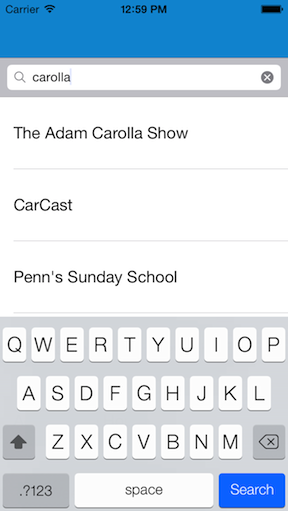 Carrier 12:59 PM
carolla
The Adam Carolla Show
CarCast
Penn's Sunday School
Q W E R T Y U I O P
A S D F G H J K L
Z X C V B N M
.?123 space Search